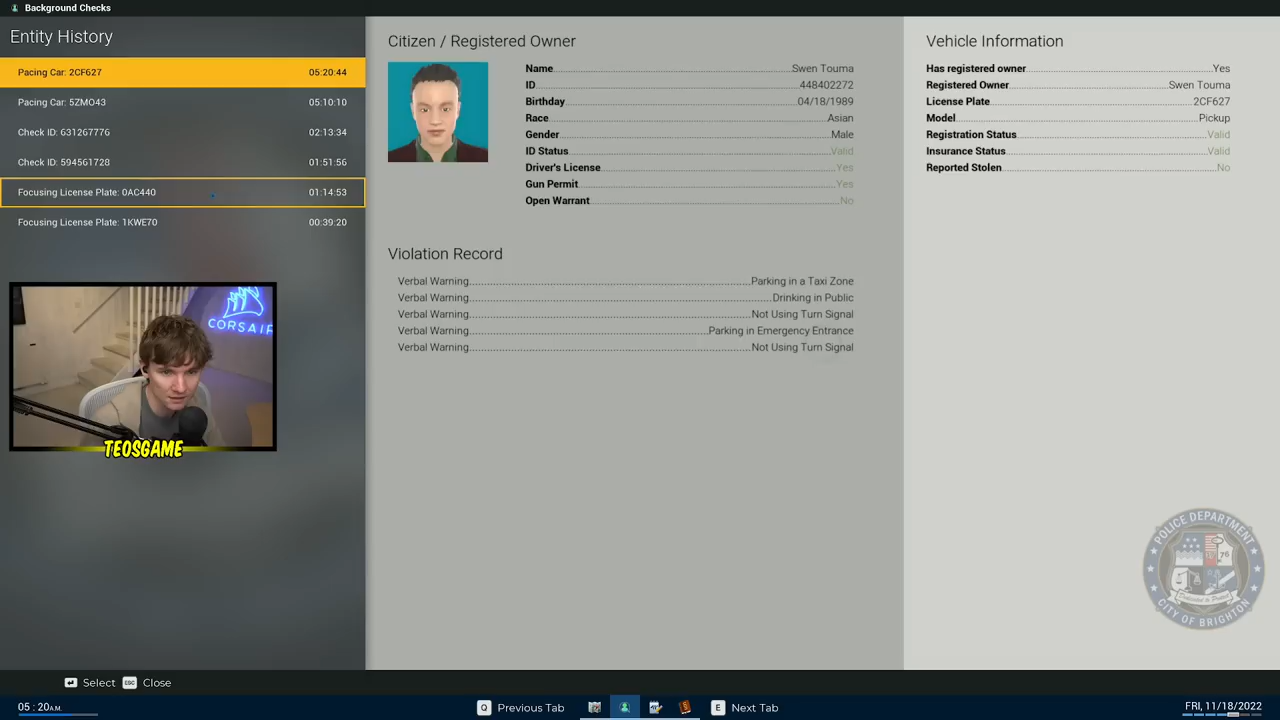 Background Checks
Entity History
Pacing Car: 2CF627 05:20:44
Pacing Car: 5ZMO43 05:10:10
Check ID: 63126777G 02:13:34
Check ID: 594561728 01:51:56
Focusing License Plate: 0AC440 01:14:53
Focusing License Plate: 1KWE70 00:39:20
CORSAIR
TEOSGAME
Citizen / Registered Owner
Name Swen Touma
ID 448402272
Birthday 04/18/1989
Race Asian
Gender Male
ID Status Valid
Driver's License Yes
Gun Permit Yes
Open Warrant No
Violation Record
Verbal Warning Parking in a Taxi Zone
Verbal Warning Drinking in Public
Verbal Warning Not Using Turn Signal
Verbal Warning Parking in Emergency Entrance
Verbal Warning Not Using Turn Signal
Vehicle Information
Has registered owner Yes
Registered Owner Swen Touma
License Plate 2CF627
Model Pickup
Registration Status Valid
Insurance Status Valid
Reported Stolen No
POLICE DEPARTMENT
76
CITY OF BRIGHTON
Select ESC Close
05 : 20 A.M.
Q Previous Tab
E Next Tab
FRI, 11/18/2022